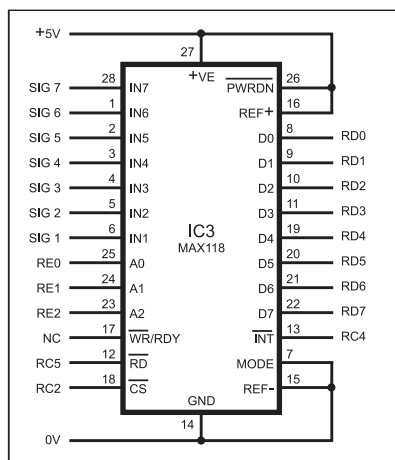 +5V
27
+VE
SIG 7 28 IN7 PWRDN 26
SIG 6 1 IN6 REF+ 16
SIG 5 2 IN5 D0 8 RD0
SIG 4 3 IN4 D1 9 RD1
SIG 3 4 IN3 D2 10 RD2
SIG 2 5 IN2 D3 11 RD3
SIG 1 6 IN1 D4 19 RD4
IC3
MAX118
RE0 25 A0 D5 20 RD5
RE1 24 A1 D6 21 RD6
RE2 23 A2 D7 22 RD7
NC 17 WR/RDY INT 13 RC4
RC5 12 RD MODE 7
RC2 18 CS REF- 15
GND
14
0V